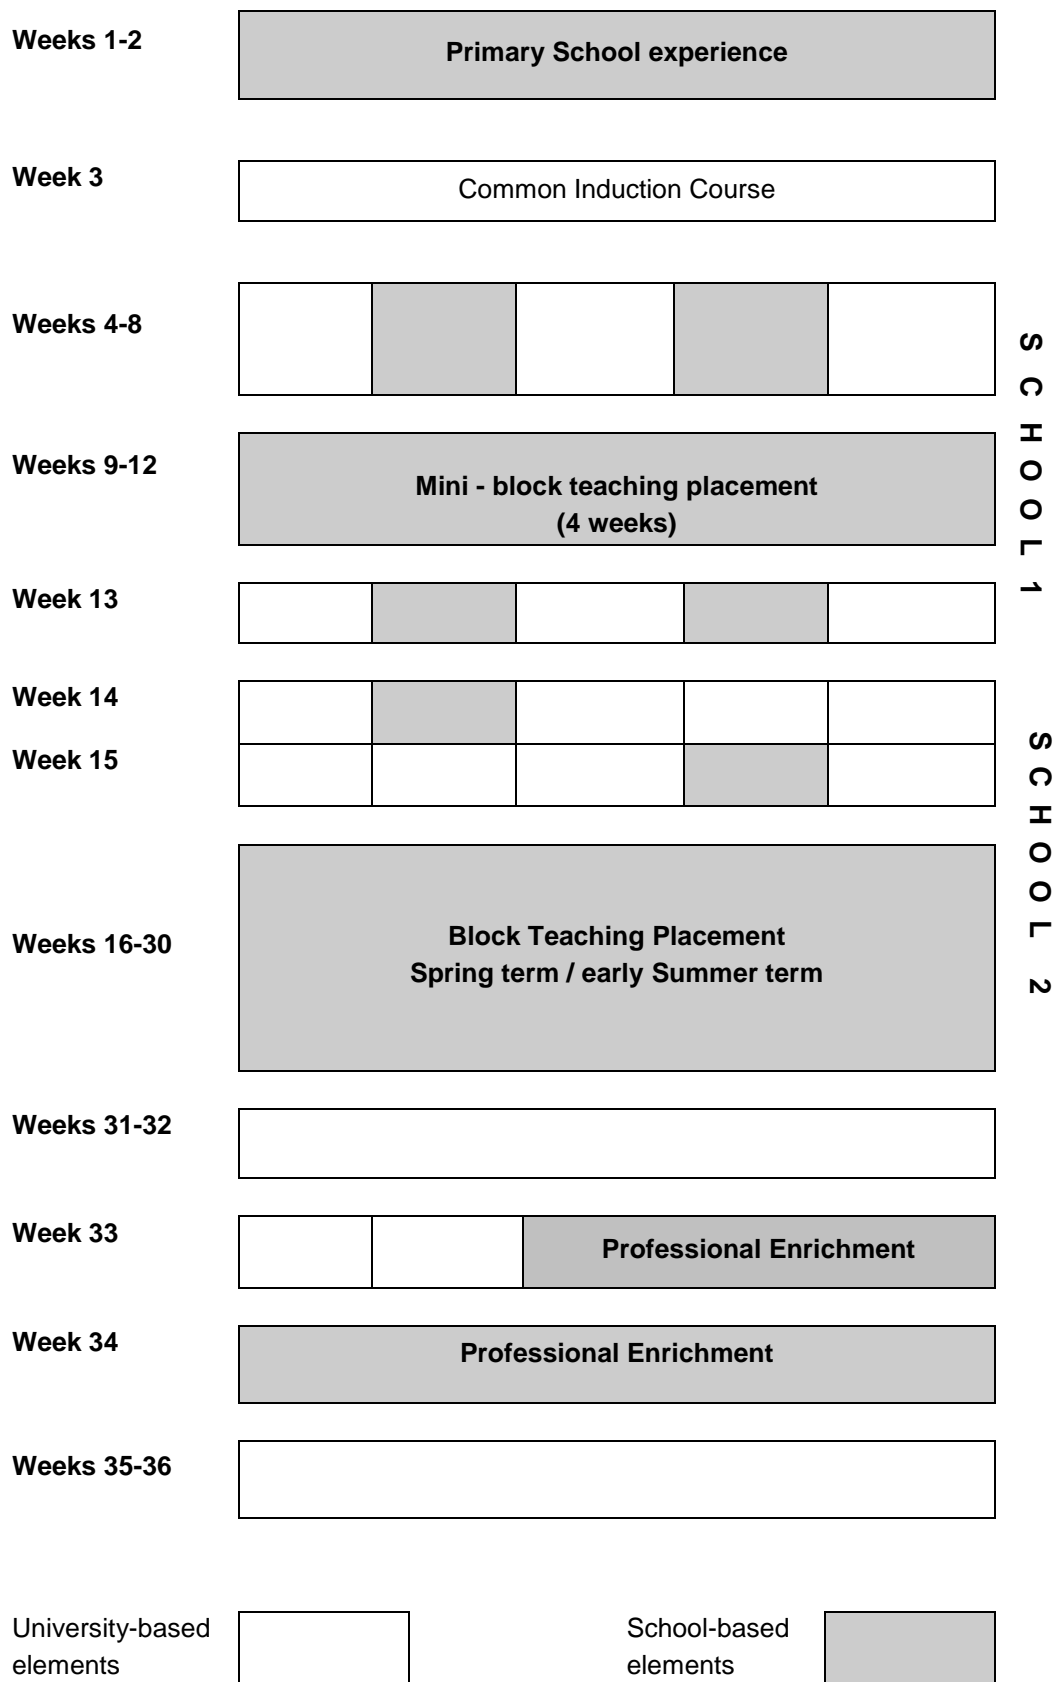 Weeks 1-2
Primary School experience
Week 3
Common Induction Course
Weeks 4-8
Weeks 9-12
Mini - block teaching placement
(4 weeks)
SCHOOL 1
Week 13
Week 14
Week 15
Weeks 16-30
Block Teaching Placement
Spring term / early Summer term
SCHOOL 2
Weeks 31-32
Week 33
Professional Enrichment
Week 34
Professional Enrichment
Weeks 35-36
University-based
elements
School-based
elements